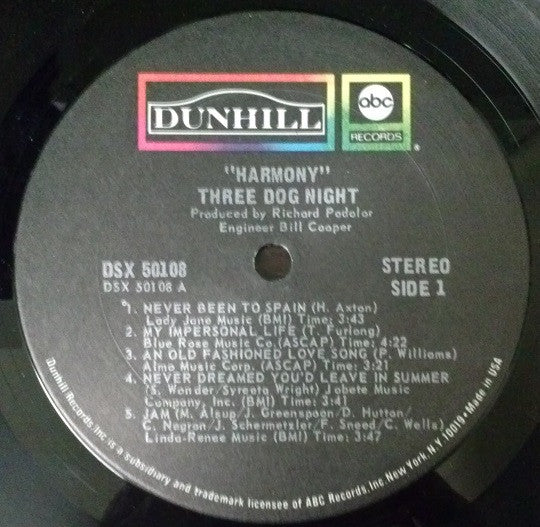 DUNHILL
abc
RECORDS
®
"HARMONY"
THREE DOG NIGHT
Produced by Richard Podolor
Engineer Bill Cooper
DSX 50108
DSX 50108 A
STEREO
SIDE 1
1. NEVER BEEN TO SPAIN (H. Axton)
Lady Jane Music (BMI) Time: 3:43
2. MY IMPERSONAL LIFE (T. Furlong)
Blue Rose Music Co. (ASCAP) Time: 4:22
3. AN OLD FASHIONED LOVE SONG (P. Williams)
Almo Music Corp. (ASCAP) Time: 3:21
4. NEVER DREAMED YOU'D LEAVE IN SUMMER
(S. Wonder/Syreeta Wright) Jobete Music
Company, Inc. (BMI) Time: 3:41
5. JAM (M. Alsup/J. Greenspoon/D. Hutton/
C. Negron/J. Schermetzler/F. Sneed/C. Wells/)
Linda-Renee Music (BMI) Time: 3:47
Dunhill Records, Inc. is a subsidiary and trademark licensee of ABC Records, Inc. New York, N.Y. 10019 • Made in USA